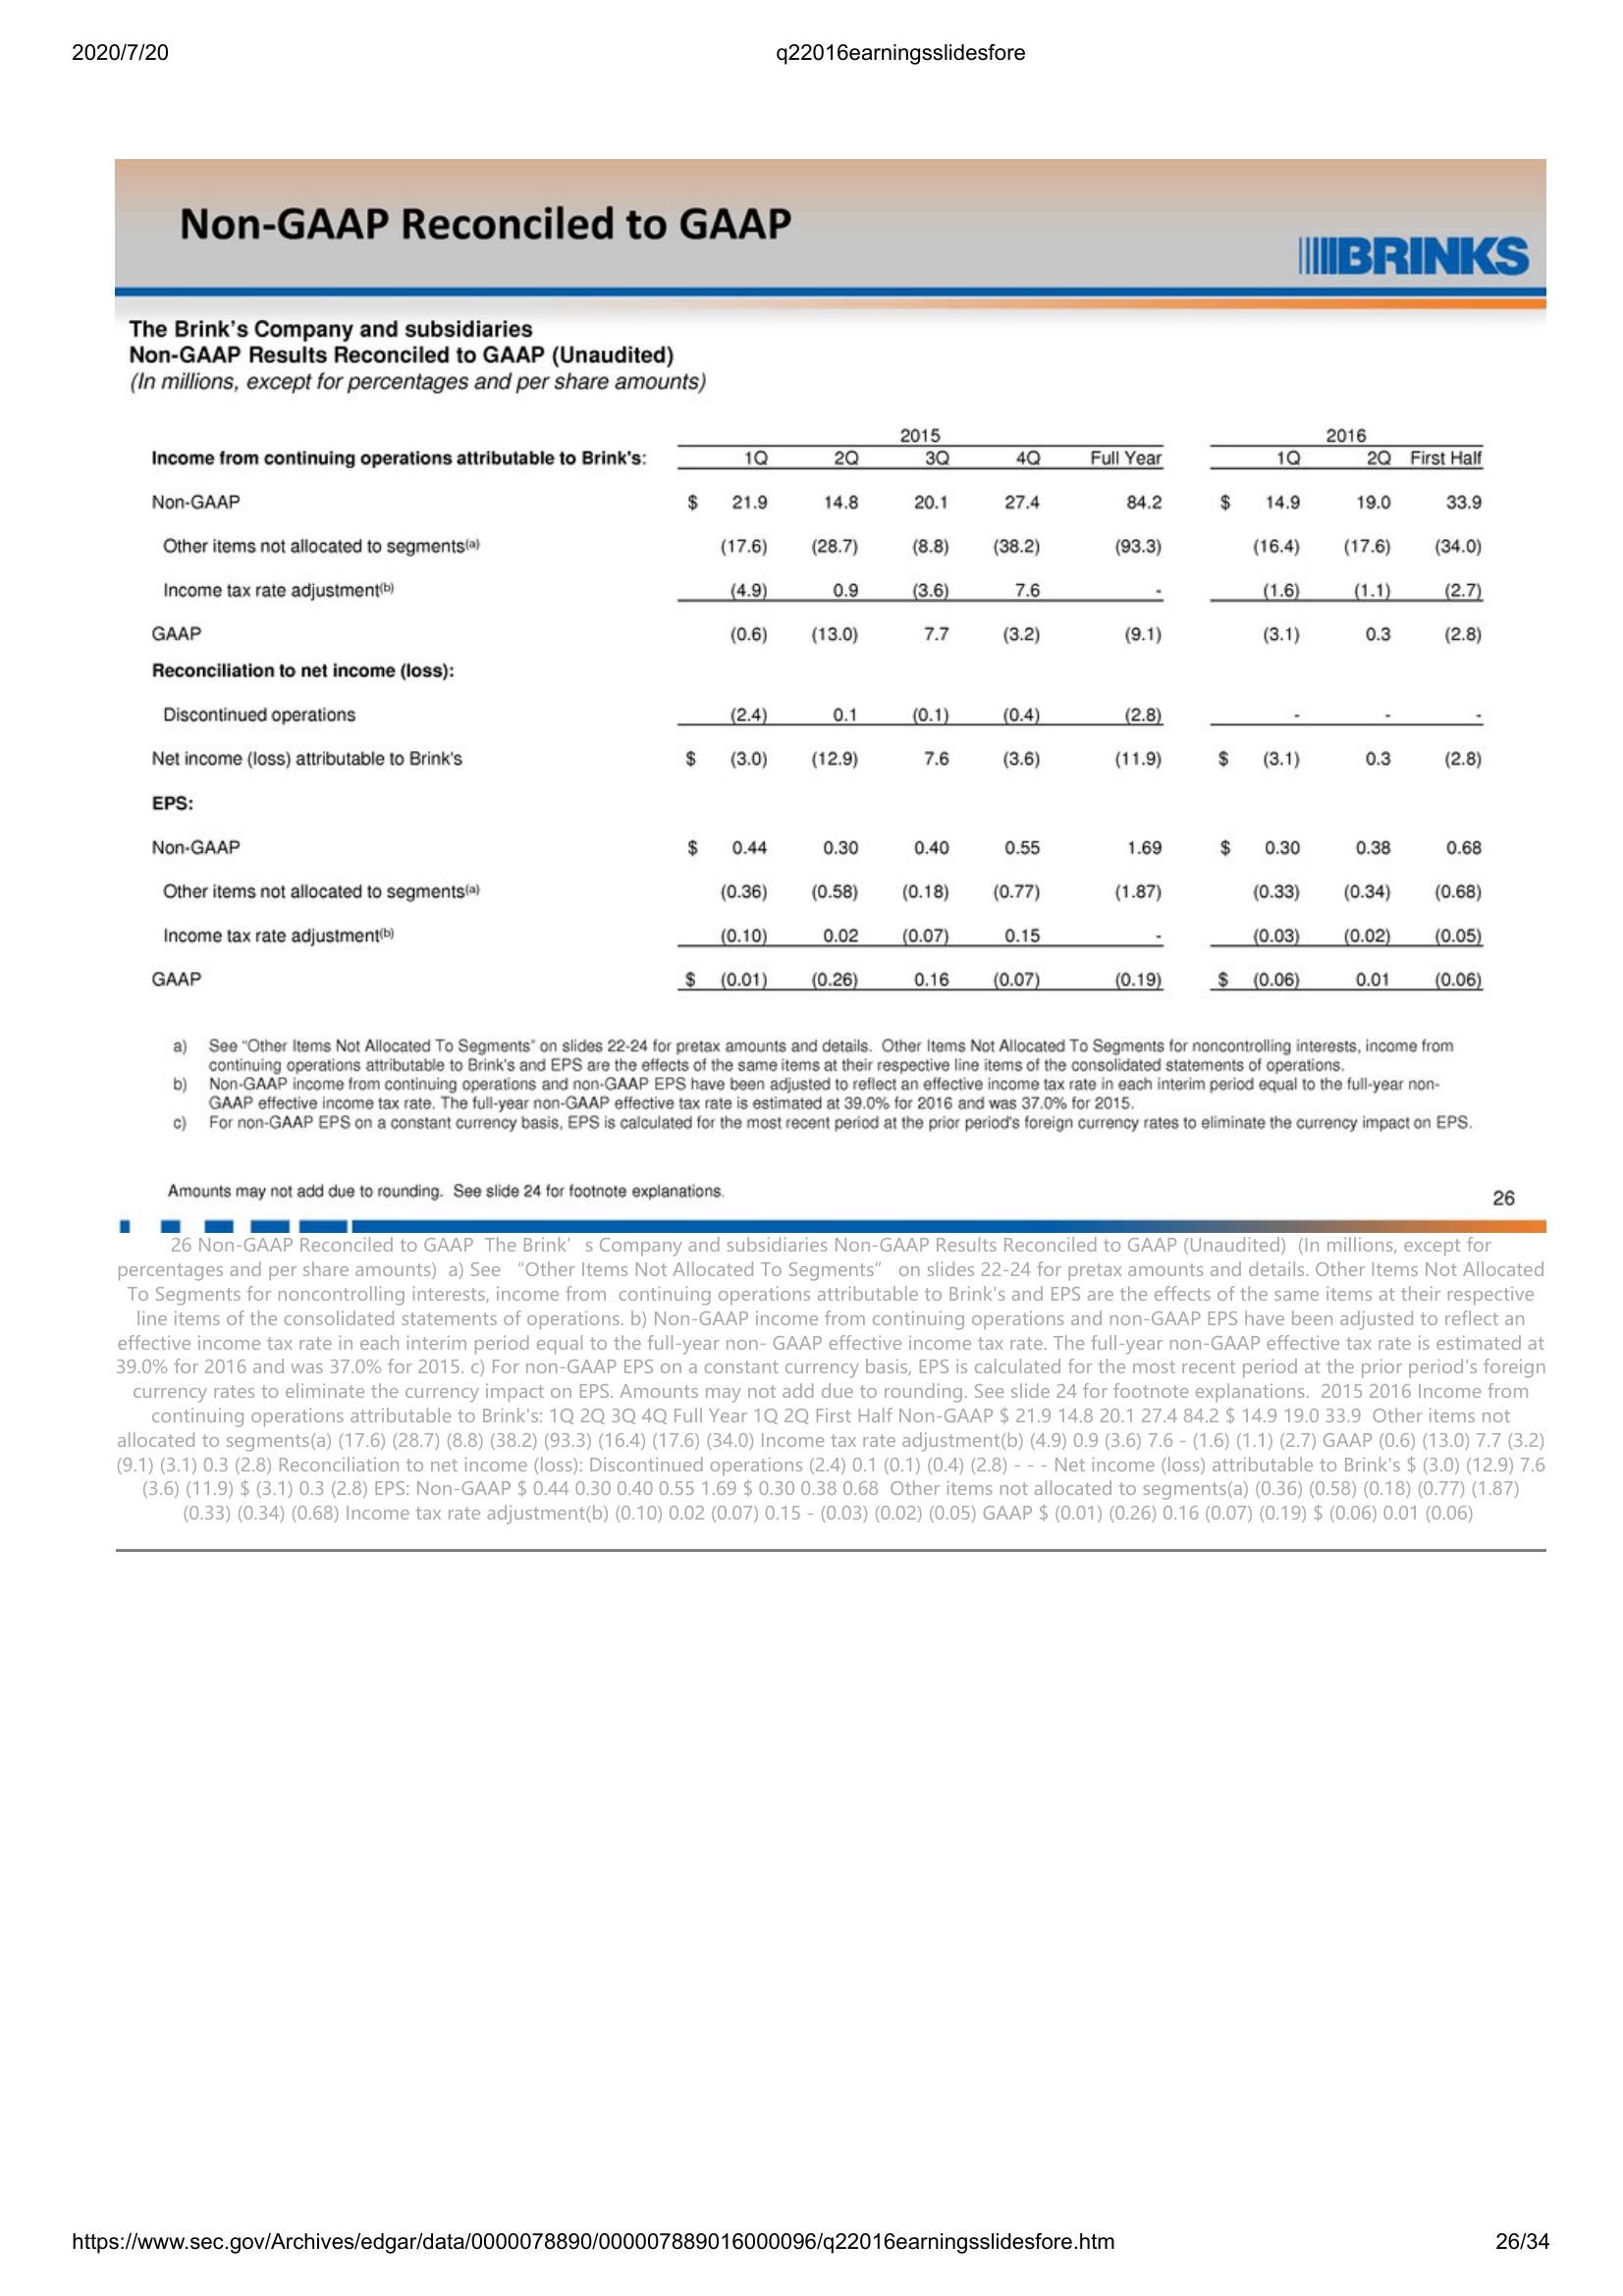 2020/7/20 q22016earningsslidesfore
Non-GAAP Reconciled to GAAP
BRINKS
The Brink's Company and subsidiaries
Non-GAAP Results Reconciled to GAAP (Unaudited)
(In millions, except for percentages and per share amounts)
2015 2016
Income from continuing operations attributable to Brink's: 1Q 2Q 3Q 4Q Full Year 1Q 2Q First Half
Non-GAAP $ 21.9 14.8 20.1 27.4 84.2 $ 14.9 19.0 33.9
Other items not allocated to segments(a) (17.6) (28.7) (8.8) (38.2) (93.3) (16.4) (17.6) (34.0)
Income tax rate adjustment(b) (4.9) 0.9 (3.6) 7.6 - (1.6) (1.1) (2.7)
GAAP (0.6) (13.0) 7.7 (3.2) (9.1) (3.1) 0.3 (2.8)
Reconciliation to net income (loss):
Discontinued operations (2.4) 0.1 (0.1) (0.4) (2.8) - - -
Net income (loss) attributable to Brink's $ (3.0) (12.9) 7.6 (3.6) (11.9) $ (3.1) 0.3 (2.8)
EPS:
Non-GAAP $ 0.44 0.30 0.40 0.55 1.69 $ 0.30 0.38 0.68
Other items not allocated to segments(a) (0.36) (0.58) (0.18) (0.77) (1.87) (0.33) (0.34) (0.68)
Income tax rate adjustment(b) (0.10) 0.02 (0.07) 0.15 - (0.03) (0.02) (0.05)
GAAP $ (0.01) (0.26) 0.16 (0.07) (0.19) $ (0.06) 0.01 (0.06)
a) See "Other Items Not Allocated To Segments" on slides 22-24 for pretax amounts and details. Other Items Not Allocated To Segments for noncontrolling interests, income from
continuing operations attributable to Brink's and EPS are the effects of the same items at their respective line items of the consolidated statements of operations.
b) Non-GAAP income from continuing operations and non-GAAP EPS have been adjusted to reflect an effective income tax rate in each interim period equal to the full-year non-
GAAP effective income tax rate. The full-year non-GAAP effective tax rate is estimated at 39.0% for 2016 and was 37.0% for 2015.
c) For non-GAAP EPS on a constant currency basis, EPS is calculated for the most recent period at the prior period's foreign currency rates to eliminate the currency impact on EPS.
Amounts may not add due to rounding. See slide 24 for footnote explanations.
26
26 Non-GAAP Reconciled to GAAP The Brink's Company and subsidiaries Non-GAAP Results Reconciled to GAAP (Unaudited) (In millions, except for
percentages and per share amounts) a) See "Other Items Not Allocated To Segments" on slides 22-24 for pretax amounts and details. Other Items Not Allocated
To Segments for noncontrolling interests, income from continuing operations attributable to Brink's and EPS are the effects of the same items at their respective
line items of the consolidated statements of operations. b) Non-GAAP income from continuing operations and non-GAAP EPS have been adjusted to reflect an
effective income tax rate in each interim period equal to the full-year non- GAAP effective income tax rate. The full-year non-GAAP effective tax rate is estimated at
39.0% for 2016 and was 37.0% for 2015. c) For non-GAAP EPS on a constant currency basis, EPS is calculated for the most recent period at the prior period's foreign
currency rates to eliminate the currency impact on EPS. Amounts may not add due to rounding. See slide 24 for footnote explanations. 2015 2016 Income from
continuing operations attributable to Brink's: 1Q 2Q 3Q 4Q Full Year 1Q 2Q First Half Non-GAAP $ 21.9 14.8 20.1 27.4 84.2 $ 14.9 19.0 33.9 Other items not
allocated to segments(a) (17.6) (28.7) (8.8) (38.2) (93.3) (16.4) (17.6) (34.0) Income tax rate adjustment(b) (4.9) 0.9 (3.6) 7.6 - (1.6) (1.1) (2.7) GAAP (0.6) (13.0) 7.7 (3.2)
(9.1) (3.1) 0.3 (2.8) Reconciliation to net income (loss): Discontinued operations (2.4) 0.1 (0.1) (0.4) (2.8) - - - Net income (loss) attributable to Brink's $ (3.0) (12.9) 7.6
(3.6) (11.9) $ (3.1) 0.3 (2.8) EPS: Non-GAAP $ 0.44 0.30 0.40 0.55 1.69 $ 0.30 0.38 0.68 Other items not allocated to segments(a) (0.36) (0.58) (0.18) (0.77) (1.87)
(0.33) (0.34) (0.68) Income tax rate adjustment(b) (0.10) 0.02 (0.07) 0.15 - (0.03) (0.02) (0.05) GAAP $ (0.01) (0.26) 0.16 (0.07) (0.19) $ (0.06) 0.01 (0.06)
https://www.sec.gov/Archives/edgar/data/0000078890/000007889016000096/q22016earningsslidesfore.htm 26/34